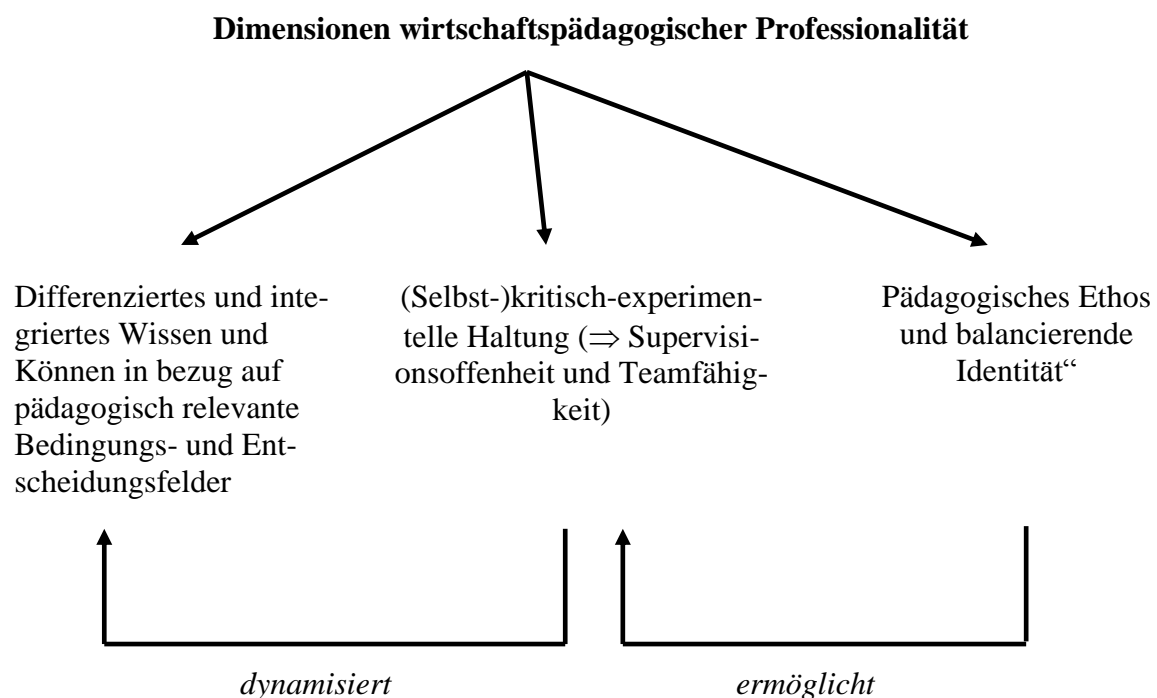 Dimensionen wirtschaftspädagogischer Professionalität
Differenziertes und inte-
griertes Wissen und
Können in bezug auf
pädagogisch relevante
Bedingungs- und Ent-
scheidungsfelder
(Selbst-)kritisch-experimen-
telle Haltung (⇒ Supervisi-
onsoffenheit und Teamfähig-
keit)
Pädagogisches Ethos
und balancierende
Identität“
dynamisiert
ermöglicht